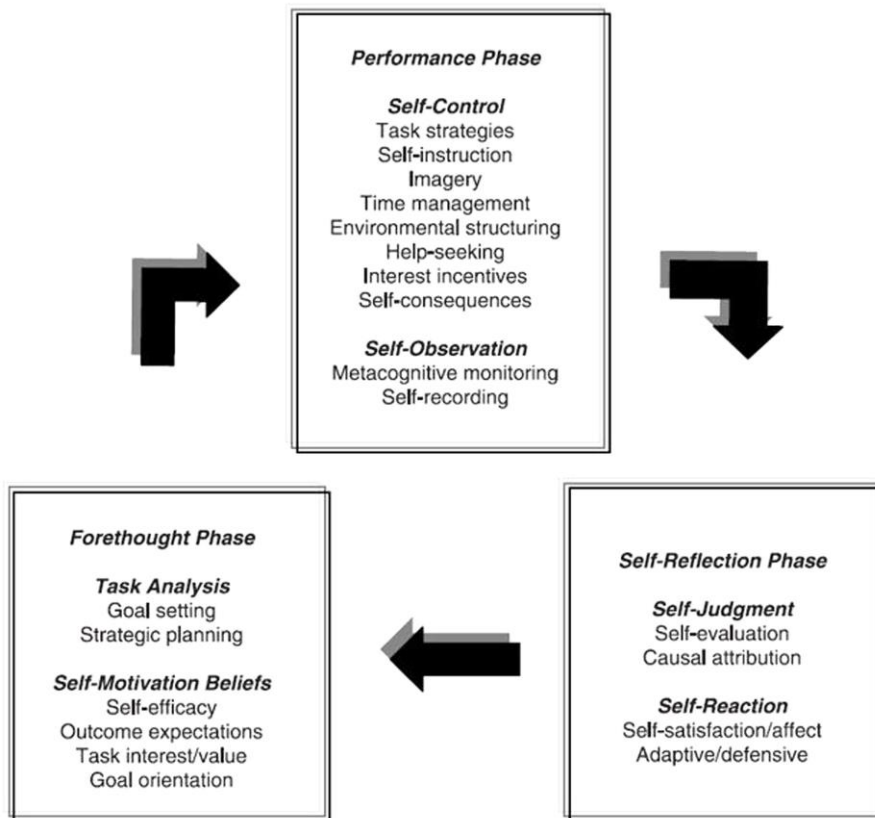 Performance Phase
Self-Control
Task strategies
Self-instruction
Imagery
Time management
Environmental structuring
Help-seeking
Interest incentives
Self-consequences
Self-Observation
Metacognitive monitoring
Self-recording
Forethought Phase
Task Analysis
Goal setting
Strategic planning
Self-Motivation Beliefs
Self-efficacy
Outcome expectations
Task interest/value
Goal orientation
Self-Reflection Phase
Self-Judgment
Self-evaluation
Causal attribution
Self-Reaction
Self-satisfaction/affect
Adaptive/defensive